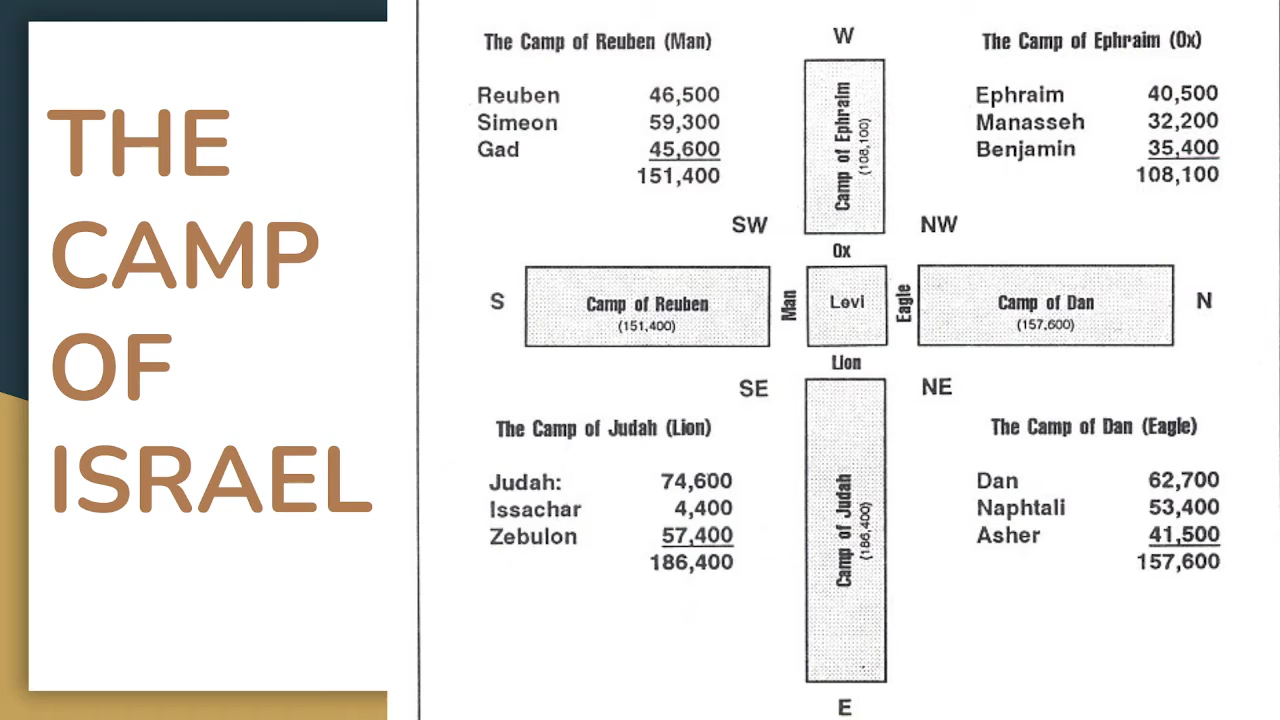 THE
CAMP
OF
ISRAEL
The Camp of Reuben (Man)
Reuben 46,500
Simeon 59,300
Gad 45,600
151,400
W
Camp of Ephraim
(108,100)
The Camp of Ephraim (Ox)
Ephraim 40,500
Manasseh 32,200
Benjamin 35,400
108,100
SW
NW
Ox
S
Camp of Reuben
(151,400)
Man
Levi
Eagle
Camp of Dan
(157,600)
N
Lion
SE
NE
The Camp of Judah (Lion)
Judah: 74,600
Issachar 4,400
Zebulon 57,400
186,400
Camp of Judah
(186,400)
The Camp of Dan (Eagle)
Dan 62,700
Naphtali 53,400
Asher 41,500
157,600
E